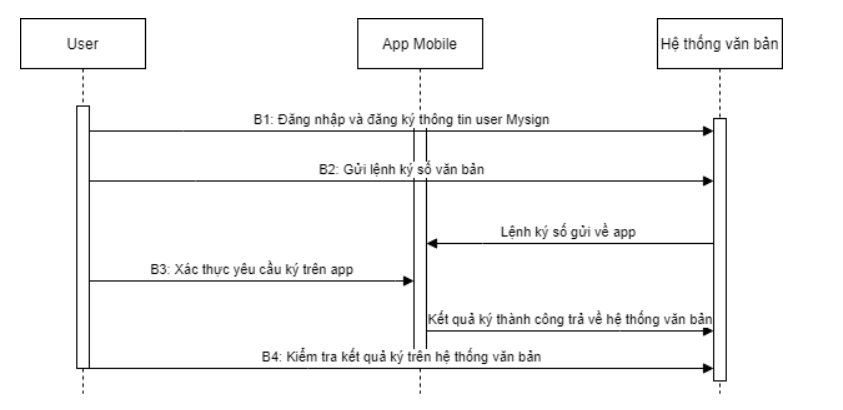 User
App Mobile
Hệ thống văn bản
B1: Đăng nhập và đăng ký thông tin user Mysign
B2: Gửi lệnh ký số văn bản
Lệnh ký số gửi về app
B3: Xác thực yêu cầu ký trên app
Kết quả ký thành công trả về hệ thống văn bản
B4: Kiểm tra kết quả ký trên hệ thống văn bản